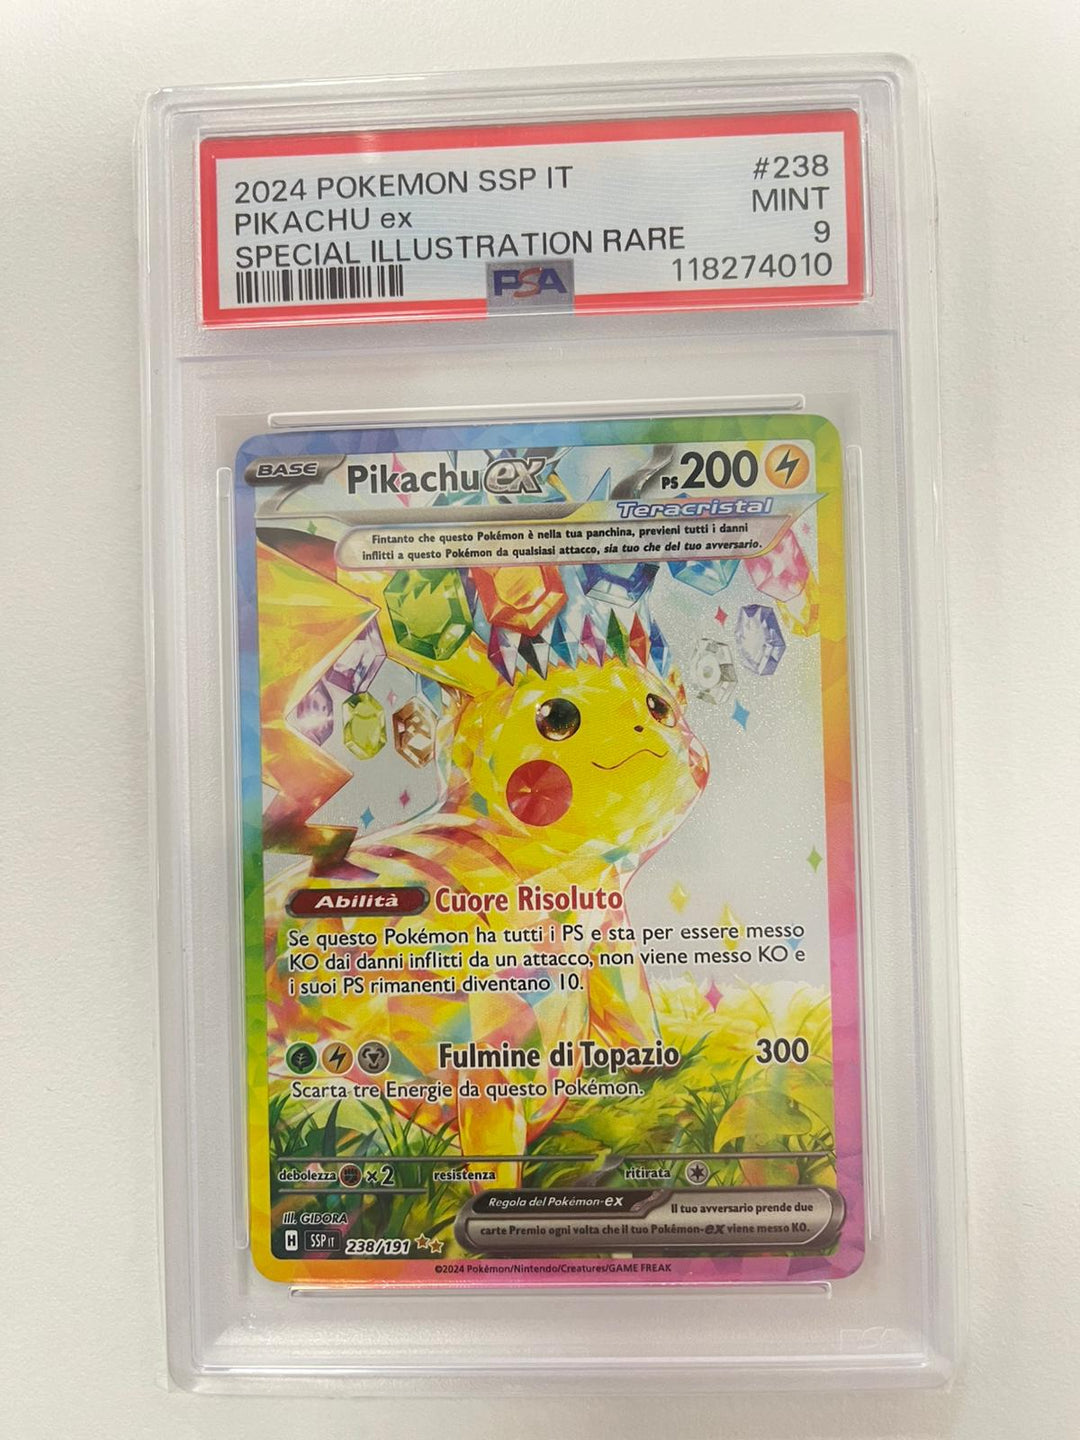 2024 POKEMON SSP IT
#238
PIKACHU ex
MINT
SPECIAL ILLUSTRATION RARE
9
PSA
118274010
BASE
Pikachu ex
PS 200
Teracristal
Fintanto che questo Pokémon è nella tua panchina, previeni tutti i danni
inflitti a questo Pokémon da qualsiasi attacco, sia tuo che del tuo avversario.
Abilità Cuore Risoluto
Se questo Pokémon ha tutti i PS e sta per essere messo
KO dai danni inflitti da un attacco, non viene messo KO e
i suoi PS rimanenti diventano 10.
Fulmine di Topazio 300
Scarta tre Energie da questo Pokémon.
debolezza ×2 resistenza ritirata
Regola del Pokémon-ex Il tuo avversario prende due
carte Premio ogni volta che il tuo Pokémon-ex viene messo KO.
Ill. GIDORA
H SSP IT 238/191
©2024 Pokémon/Nintendo/Creatures/GAME FREAK